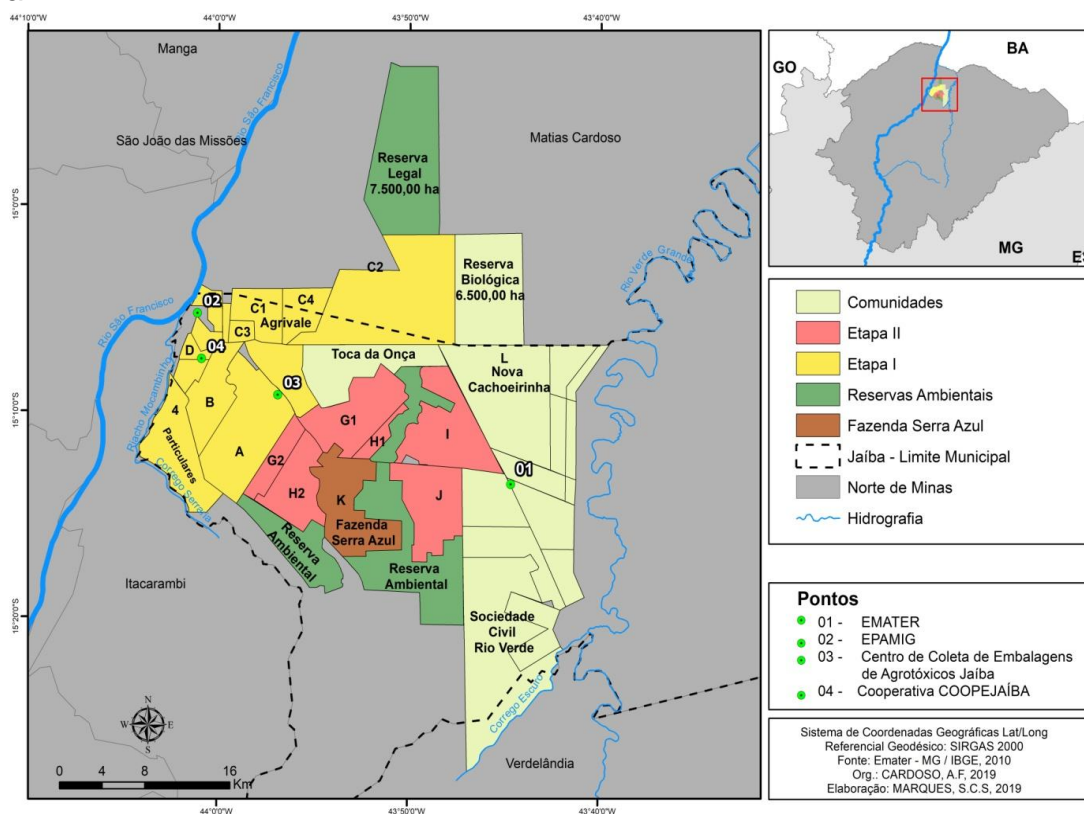 44°10'0"W
44°0'0"W
43°50'0"W
43°40'0"W
Manga
Rio São Francisco
São João das Missões
Matias Cardoso
15°0'0"S
Reserva
Legal
7.500,00 ha
Rio Verde Grande
C2
Reserva
Biológica
6.500,00 ha
02
Rio São Francisco
C1
C4
Agrivale
C3
D
04
Toca da Onça
L
Nova
Cachoeirinha
Riacho Mocambinho
03
15°10'0"S
4
B
G1
H1
I
Particulares
A
G2
01
Corrego Serraria
H2
K
J
Fazenda
Serra Azul
Reserva
Ambiental
Reserva
Ambiental
Itacarambi
15°20'0"S
Sociedade
Civil
Rio Verde
Corrego Escuro
Verdelândia
N
W
E
S
0 4 8 16
Km
44°0'0"W
43°50'0"W
43°40'0"W
GO
BA
MG
ES
Comunidades
Etapa II
Etapa I
Reservas Ambientais
Fazenda Serra Azul
Jaíba - Limite Municipal
Norte de Minas
Hidrografia
Pontos
01 - EMATER
02 - EPAMIG
03 - Centro de Coleta de Embalagens
de Agrotóxicos Jaíba
04 - Cooperativa COOPEJAÍBA
Sistema de Coordenadas Geográficas Lat/Long
Referencial Geodésico: SIRGAS 2000
Fonte: Emater - MG / IBGE, 2010
Org.: CARDOSO, A.F, 2019
Elaboração: MARQUES, S.C.S, 2019